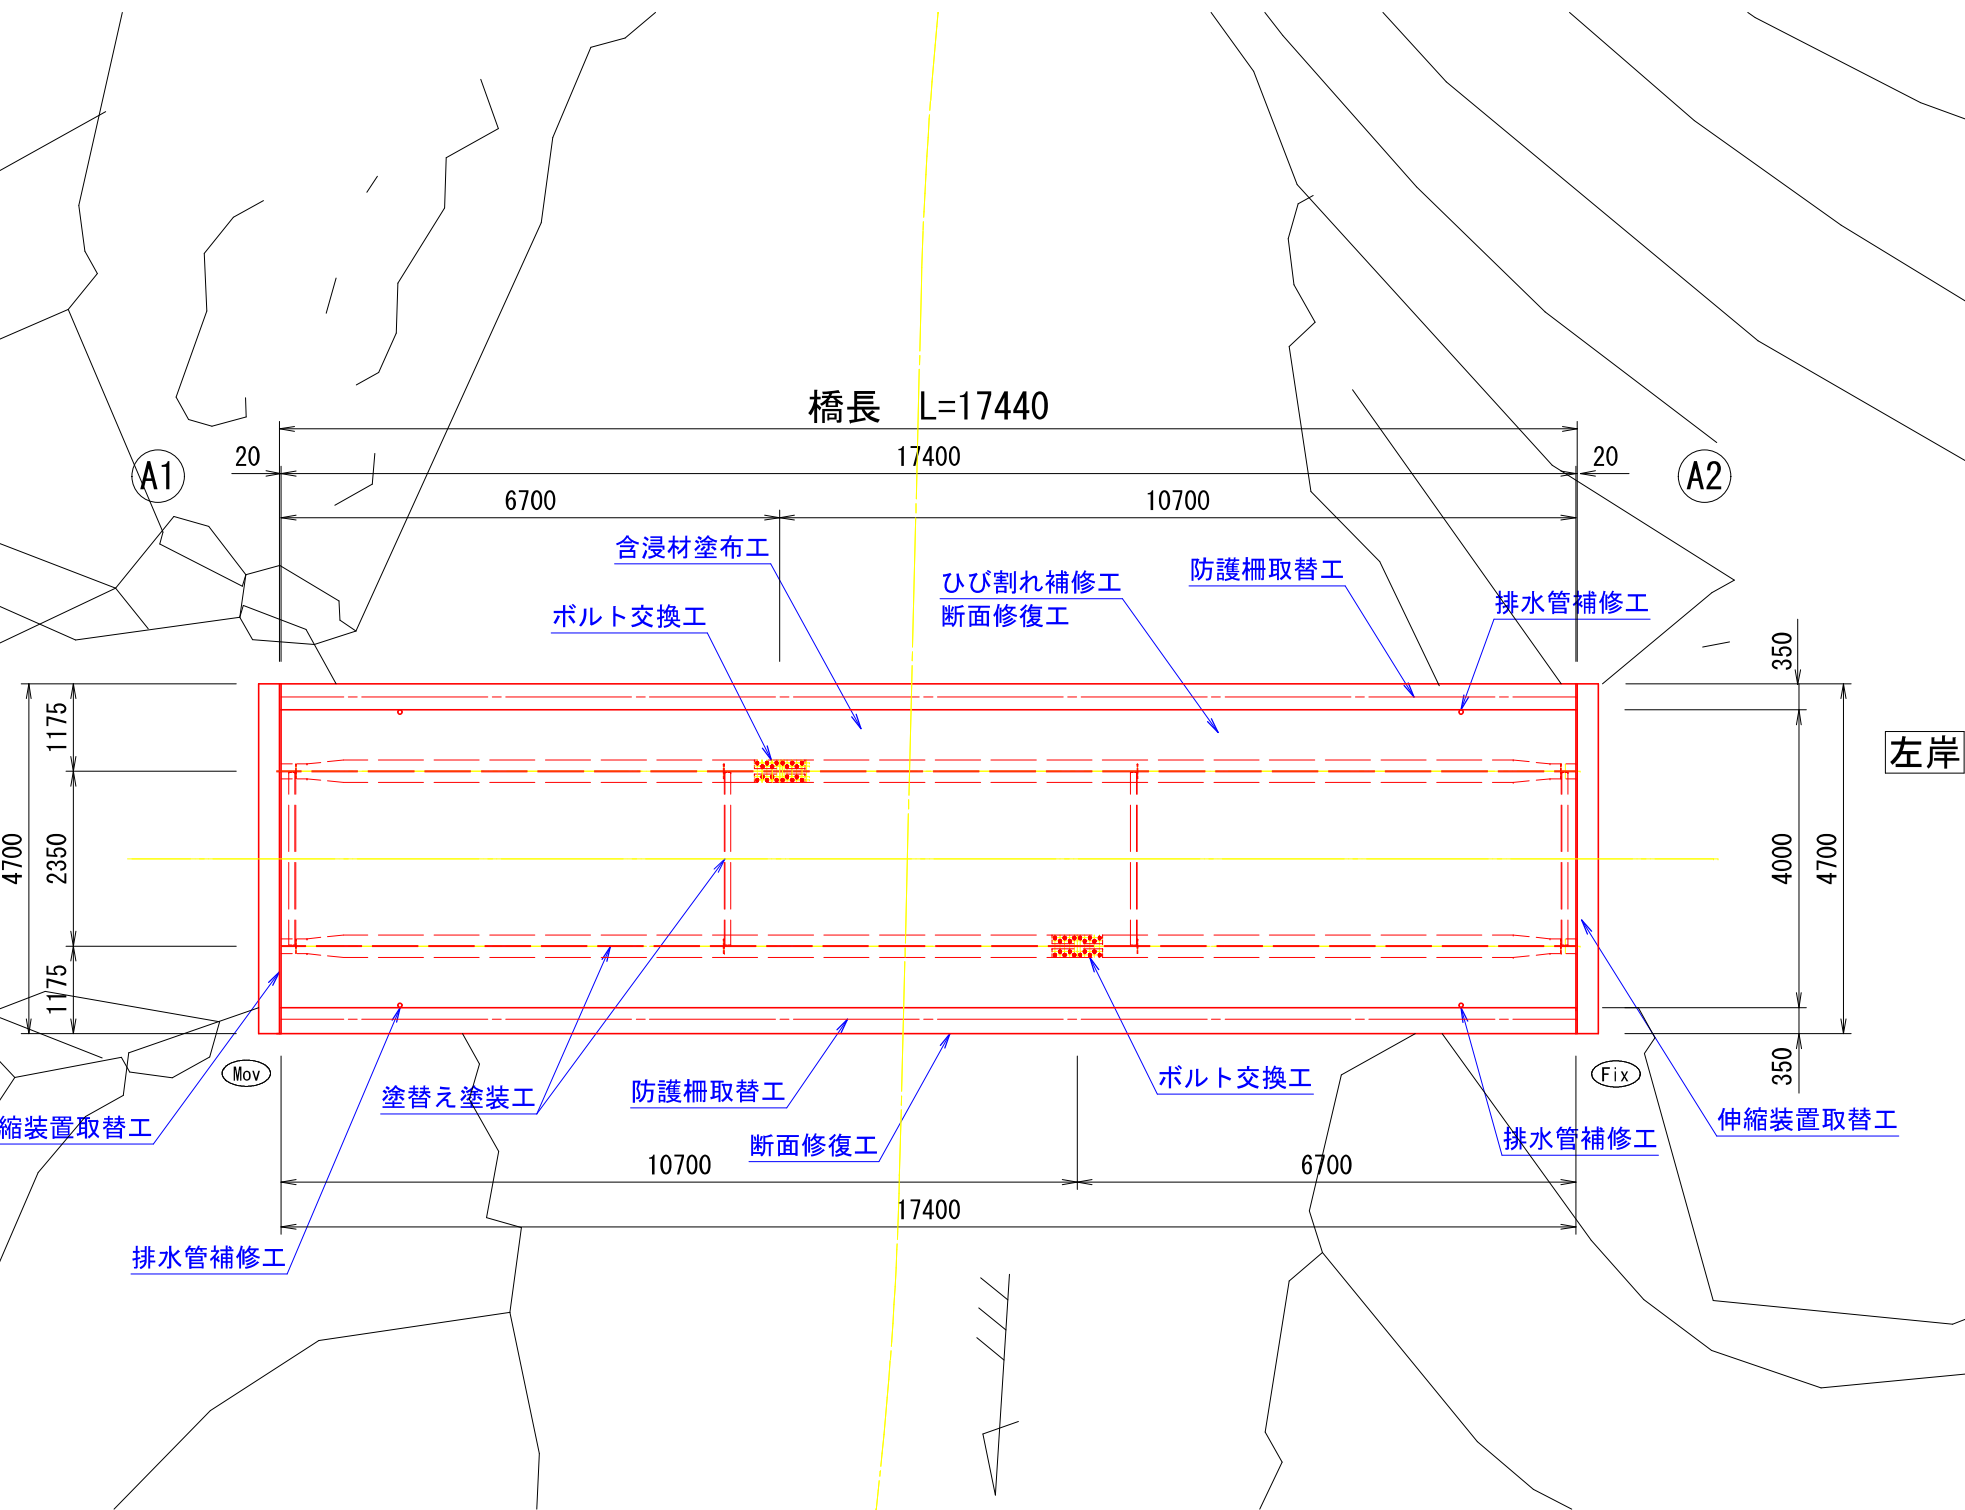 橋長　L=17440
20
17400
20
A1
A2
6700
10700
含浸材塗布工
ひび割れ補修工
断面修復工
防護柵取替工
排水管補修工
ボルト交換工
350
1175
左岸
4700
2350
4000
4700
1175
350
Mov
Fix
塗替え塗装工
防護柵取替工
ボルト交換工
縮装置取替工
断面修復工
排水管補修工
伸縮装置取替工
10700
6700
17400
排水管補修工